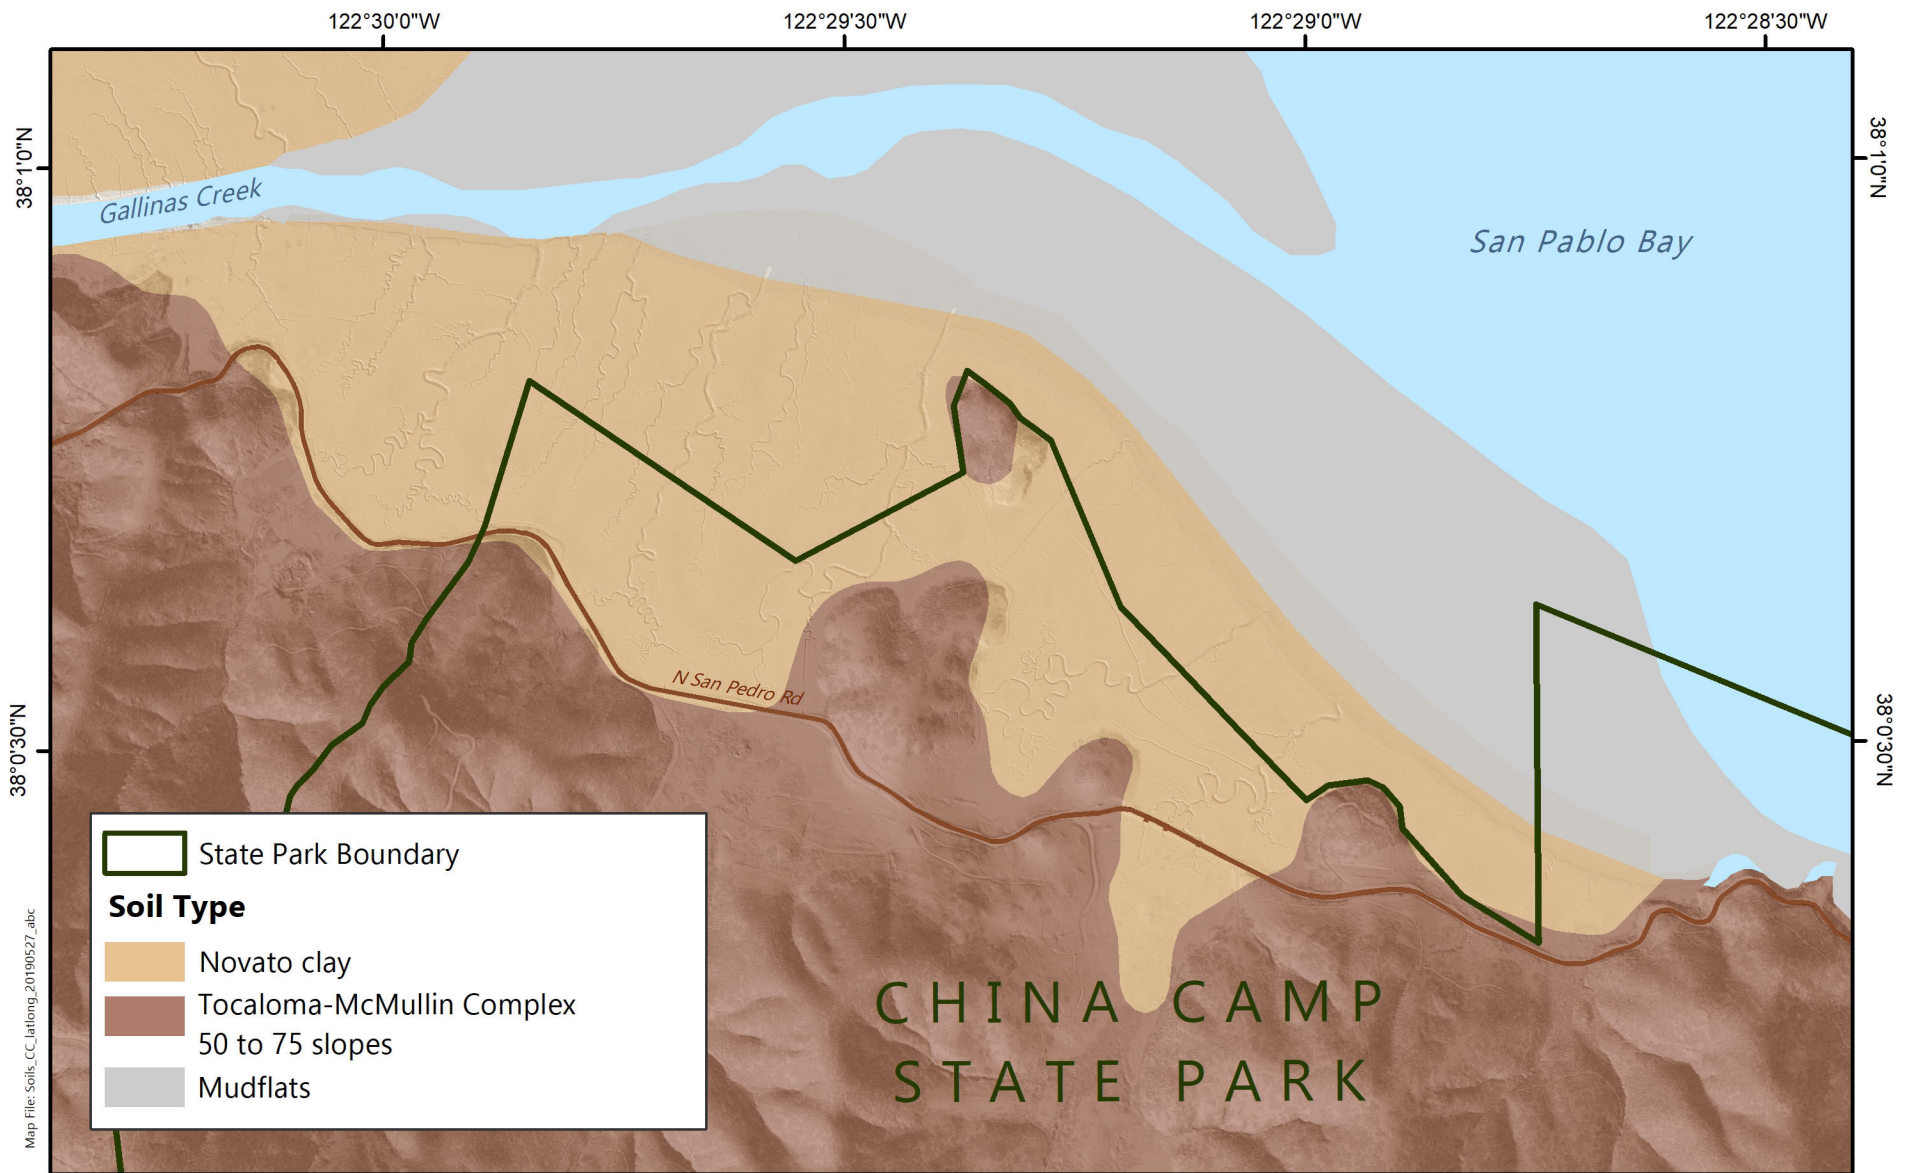 122°30'0"W
122°29'30"W
122°29'0"W
122°28'30"W
38°1'0"N
38°1'0"N
Gallinas Creek
San Pablo Bay
N San Pedro Rd
38°0'30"N
38°0'30"N
State Park Boundary
Soil Type
Novato clay
Tocaloma-McMullin Complex
50 to 75 slopes
Mudflats
CHINA CAMP
STATE PARK
Map File: Soils_CC_latlong_20190527_abc